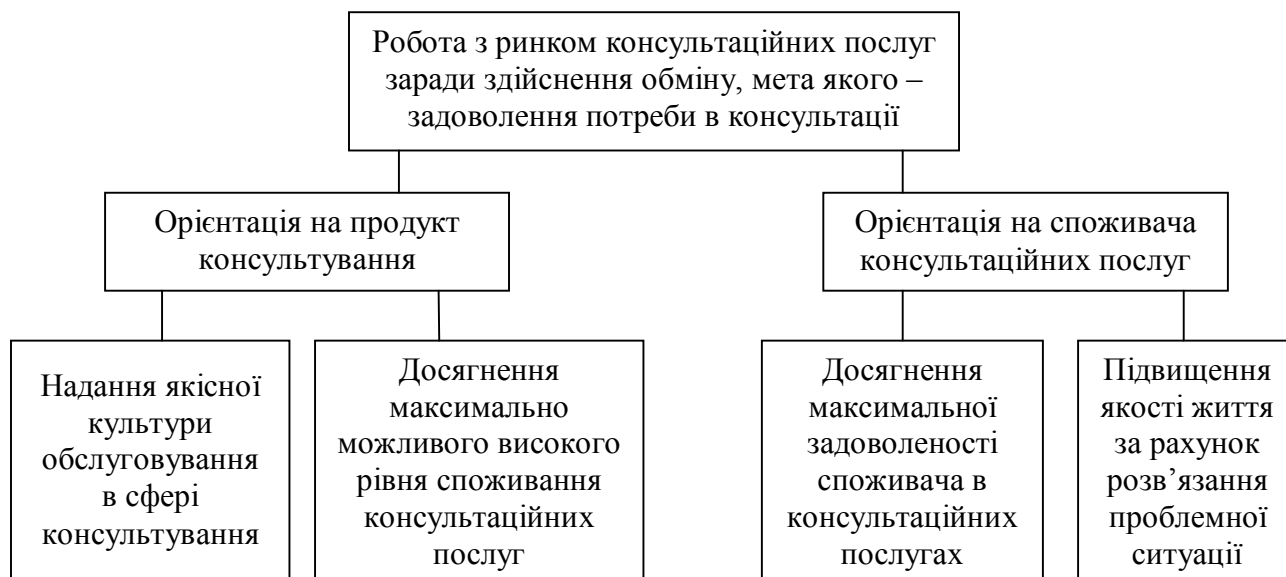 Робота з ринком консультаційних послуг
заради здійснення обміну, мета якого –
задоволення потреби в консультації
Орієнтація на продукт
консультування
Орієнтація на споживача
консультаційних послуг
Надання якісної
культури
обслуговування
в сфері
консультування
Досягнення
максимально
можливого високого
рівня споживання
консультаційних
послуг
Досягнення
максимальної
задоволеності
споживача в
консультаційних
послугах
Підвищення
якості життя
за рахунок
розв’язання
проблемної
ситуації